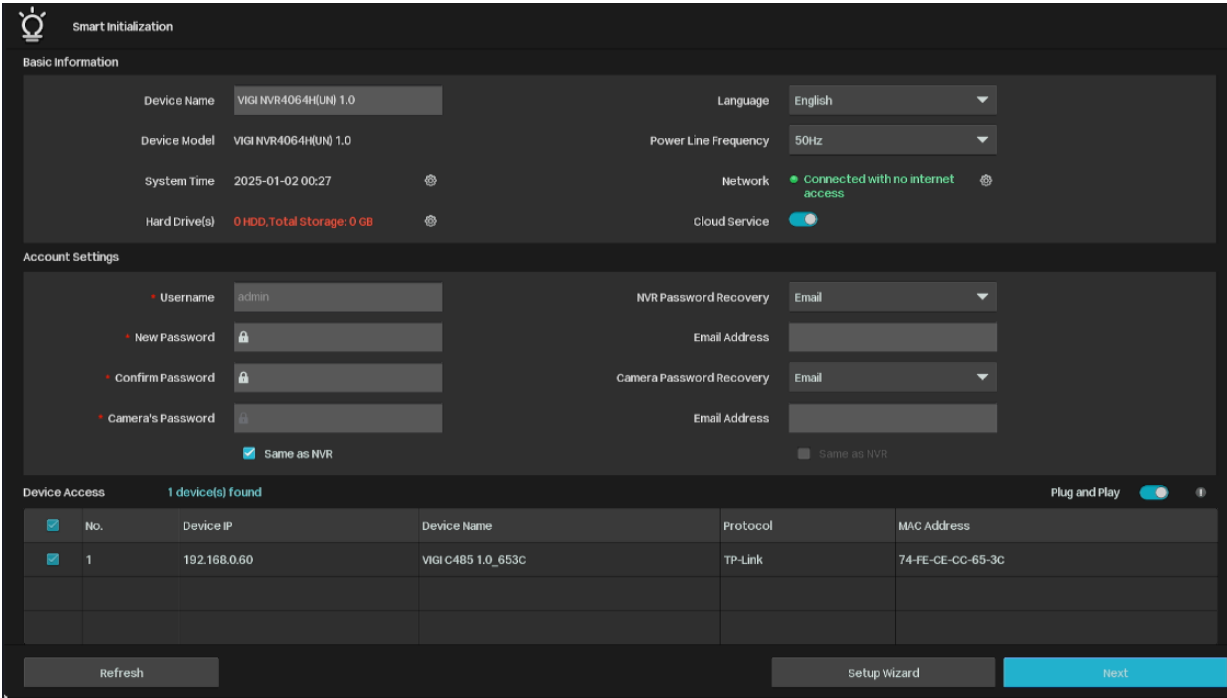 Smart Initialization
Basic Information
Device Name VIGI NVR4064H(UN) 1.0 Language English
Device Model VIGI NVR4064H(UN) 1.0 Power Line Frequency 50Hz
System Time 2025-01-02 00:27 Network Connected with no internet
access
Hard Drive(s) 0 HDD,Total Storage: 0 GB Cloud Service
Account Settings
* Username admin NVR Password Recovery Email
* New Password Email Address
* Confirm Password Camera Password Recovery Email
* Camera's Password Email Address
Same as NVR Same as NVR
Device Access 1 device(s) found Plug and Play
No. Device IP Device Name Protocol MAC Address
1 192.168.0.60 VIGI C485 1.0_653C TP-Link 74-FE-CE-CC-65-3C
Refresh Setup Wizard Next